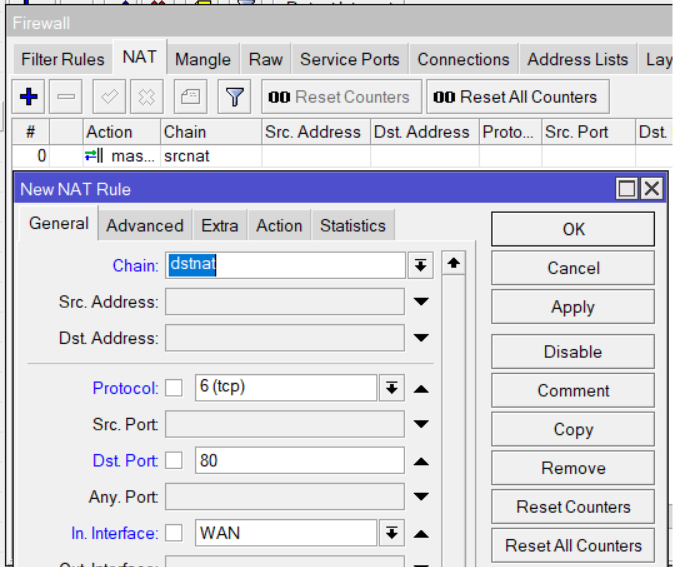 Firewall
Filter Rules NAT Mangle Raw Service Ports Connections Address Lists Lay
00 Reset Counters 00 Reset All Counters
# Action Chain Src. Address Dst. Address Proto... Src. Port Dst.
0 mas... srcnat
New NAT Rule
General Advanced Extra Action Statistics
Chain: dstnat
Src. Address:
Dst. Address:
Protocol: 6 (tcp)
Src. Port:
Dst. Port: 80
Any. Port:
In. Interface: WAN
OK
Cancel
Apply
Disable
Comment
Copy
Remove
Reset Counters
Reset All Counters